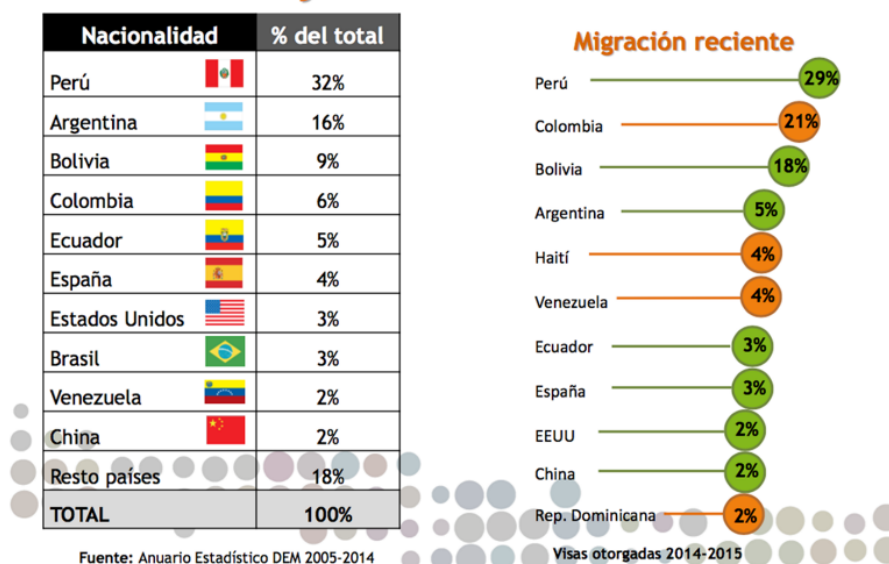 Nacionalidad % del total
Perú 32%
Argentina 16%
Bolivia 9%
Colombia 6%
Ecuador 5%
España 4%
Estados Unidos 3%
Brasil 3%
Venezuela 2%
China 2%
Resto países 18%
TOTAL 100%
Fuente: Anuario Estadístico DEM 2005-2014
Migración reciente
Perú 29%
Colombia 21%
Bolivia 18%
Argentina 5%
Haití 4%
Venezuela 4%
Ecuador 3%
España 3%
EEUU 2%
China 2%
Rep. Dominicana 2%
Visas otorgadas 2014-2015